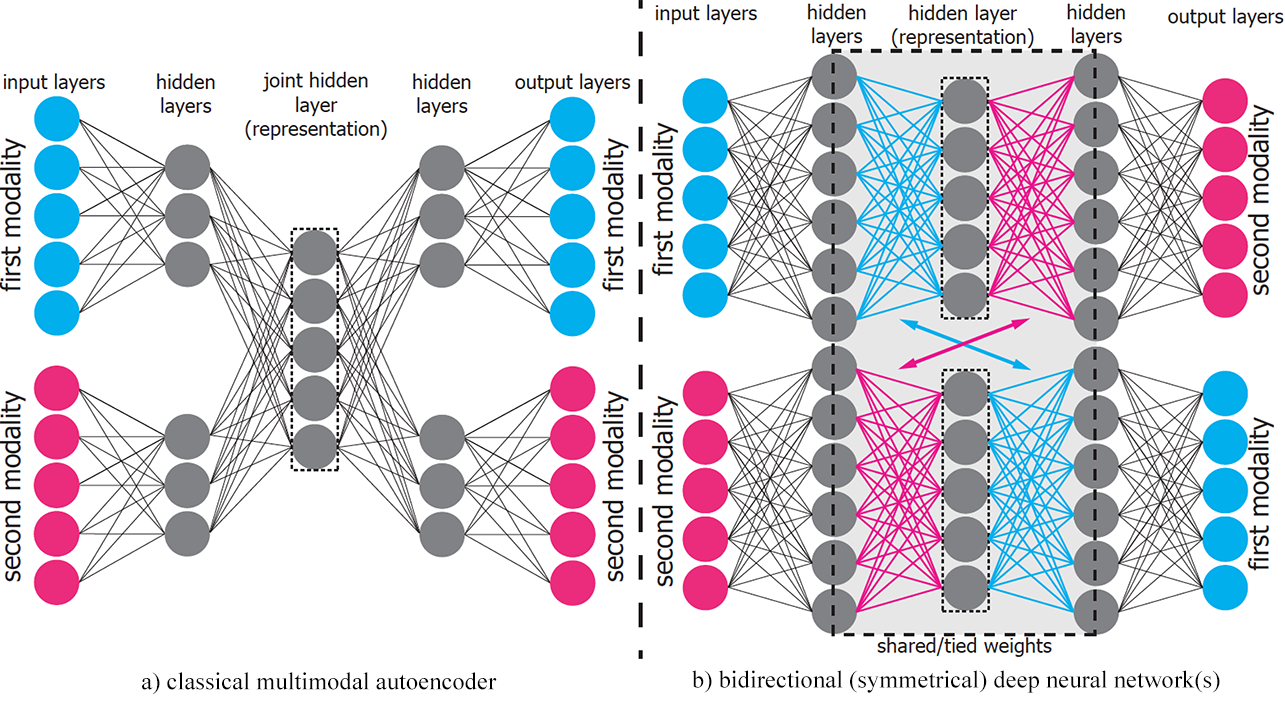 input layers
hidden
layers
joint hidden
layer
(representation)
hidden
layers
output layers
first modality
first modality
second modality
second modality
a) classical multimodal autoencoder
input layers
hidden
layers
hidden layer
(representation)
hidden
layers
output layers
first modality
second modality
second modality
first modality
shared/tied weights
b) bidirectional (symmetrical) deep neural network(s)